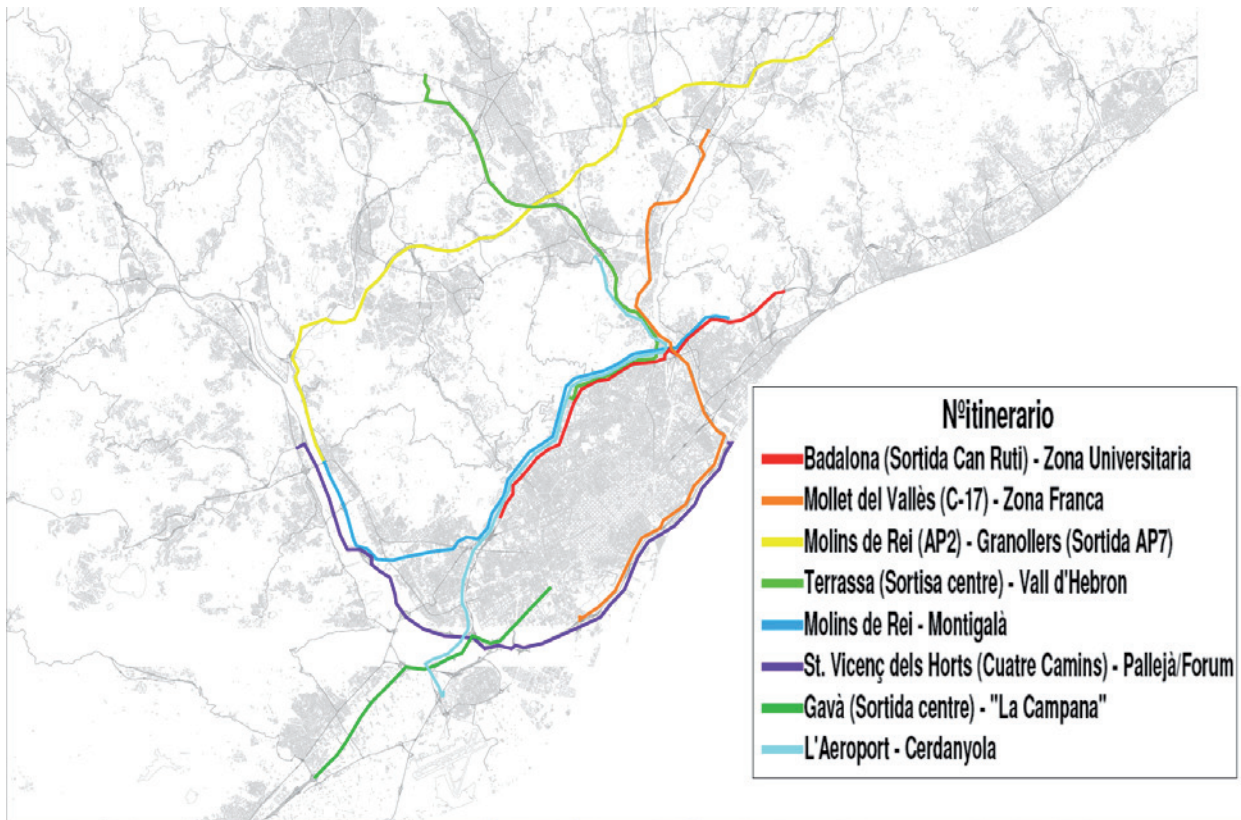 Nºitinerario
Badalona (Sortida Can Ruti) - Zona Universitaria
Mollet del Vallès (C-17) - Zona Franca
Molins de Rei (AP2) - Granollers (Sortida AP7)
Terrassa (Sortisa centre) - Vall d'Hebron
Molins de Rei - Montigalà
St. Vicenç dels Horts (Cuatre Camins) - Pallejà/Forum
Gavà (Sortida centre) - "La Campana"
L'Aeroport - Cerdanyola